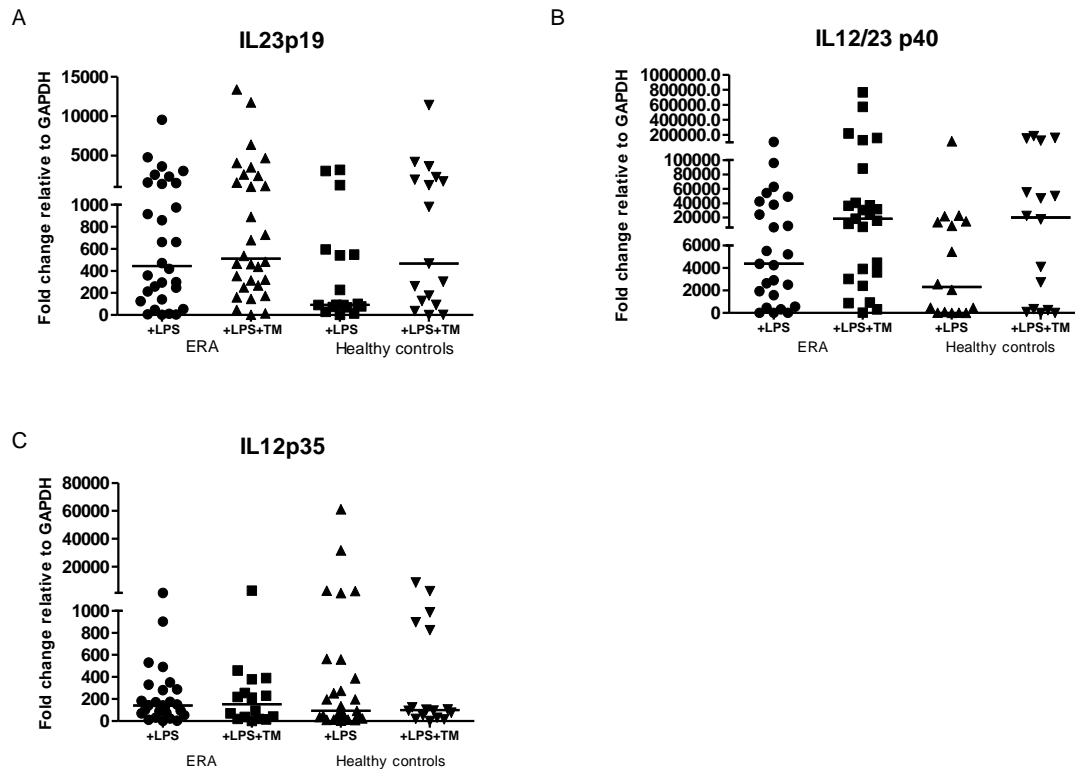 A
IL23p19
Fold change relative to GAPDH
15000
10000
5000
1000
800
600
400
200
0
+LPS +LPS+TM +LPS +LPS+TM
ERA Healthy controls
B
IL12/23 p40
Fold change relative to GAPDH
1000000.0
800000.0
600000.0
400000.0
200000.0
100000
80000
60000
40000
20000
6000
4000
2000
0
+LPS +LPS+TM +LPS +LPS+TM
ERA Healthy controls
C
IL12p35
Fold change relative to GAPDH
80000
60000
40000
20000
1000
800
600
400
200
0
+LPS +LPS+TM +LPS +LPS+TM
ERA Healthy controls